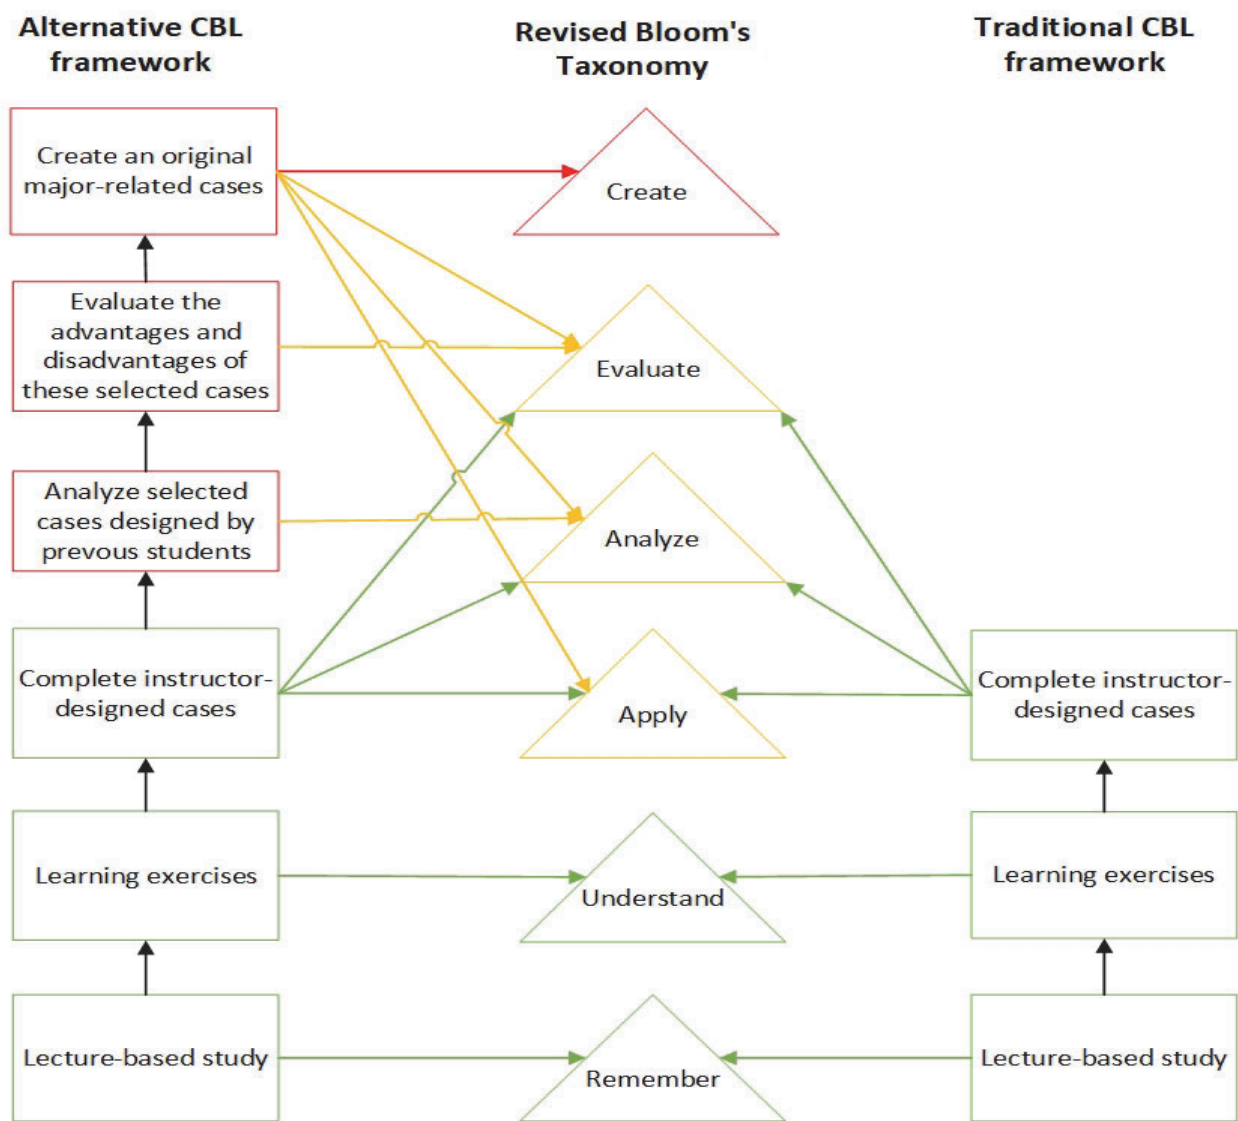 Alternative CBL
framework
Revised Bloom's
Taxonomy
Traditional CBL
framework
Create an original
major-related cases
Create
Evaluate the
advantages and
disadvantages of
these selected cases
Evaluate
Analyze selected
cases designed by
prevous students
Analyze
Complete instructor-
designed cases
Apply
Complete instructor-
designed cases
Learning exercises
Understand
Learning exercises
Lecture-based study
Remember
Lecture-based study